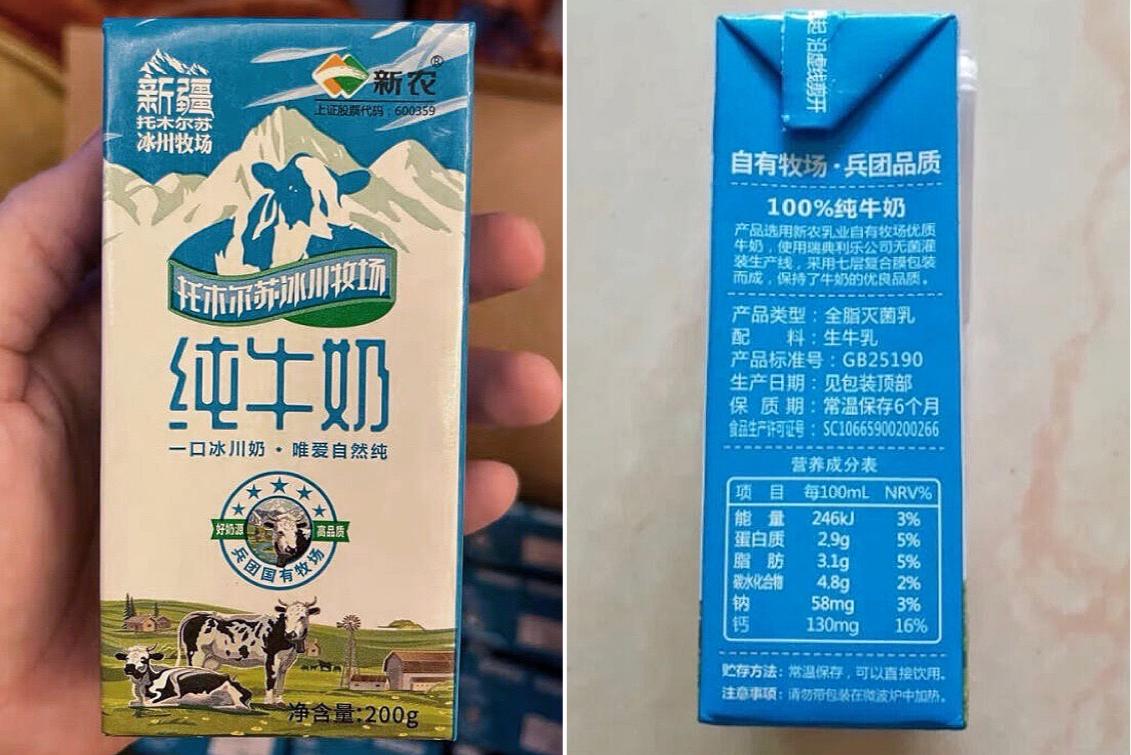 新疆
托木尔苏
冰川牧场
新农®
上证股票代码：600359
托木尔苏冰川牧场
纯牛奶
一口冰川奶·唯爱自然纯
好奶源
高品质
兵团国有牧场
净含量:200g
沿虚线剪开
自有牧场·兵团品质
100%纯牛奶
产品选用新农乳业自有牧场优质
牛奶，使用瑞典利乐公司无菌灌
装生产线，采用七层复合膜包装
而成，保持了牛奶的优良品质。
产品类型：全脂灭菌乳
配 料：生牛乳
产品标准号：GB25190
生产日期：见包装顶部
保 质 期：常温保存6个月
食品生产许可证号：SC10665900200266
营养成分表
项 目 每100mL NRV%
能 量 246kJ 3%
蛋白质 2.9g 5%
脂 肪 3.1g 5%
碳水化合物 4.8g 2%
钠 58mg 3%
钙 130mg 16%
贮存方法：常温保存，可以直接饮用。
注意事项：请勿带包装在微波炉中加热。